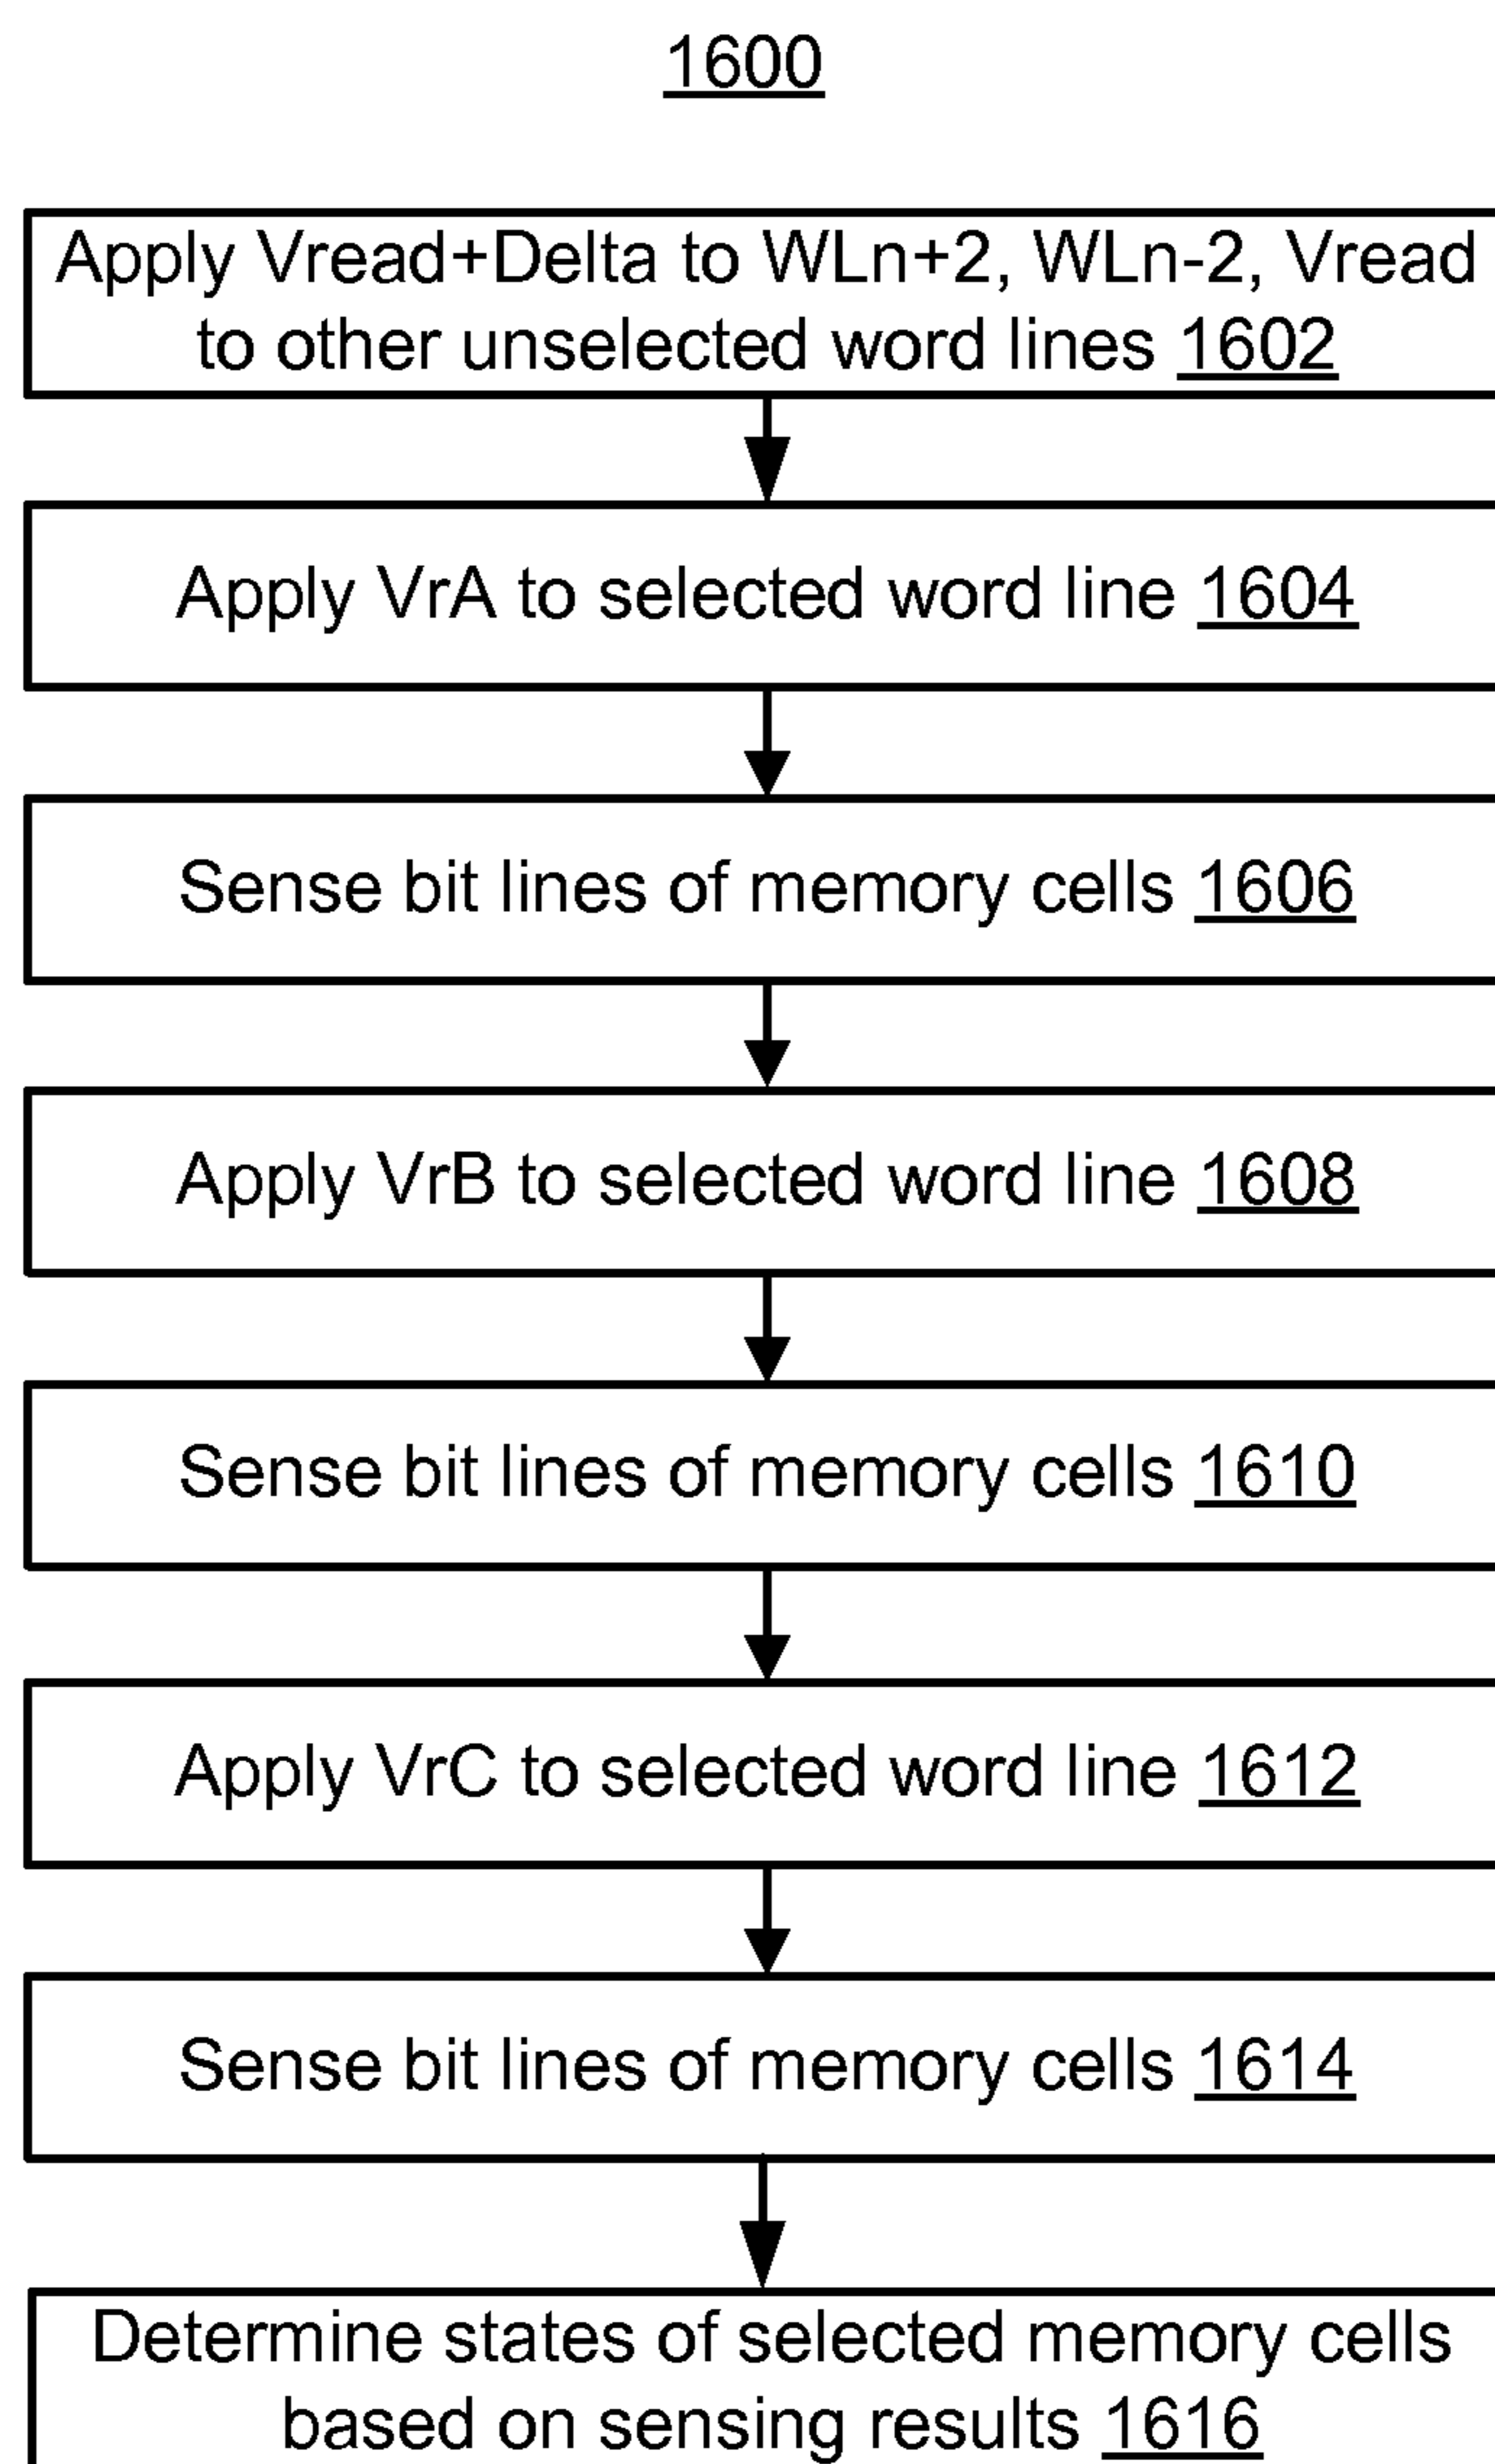 1600
Apply Vread+Delta to WLn+2, WLn-2, Vread
to other unselected word lines 1602
Apply VrA to selected word line 1604
Sense bit lines of memory cells 1606
Apply VrB to selected word line 1608
Sense bit lines of memory cells 1610
Apply VrC to selected word line 1612
Sense bit lines of memory cells 1614
Determine states of selected memory cells
based on sensing results 1616